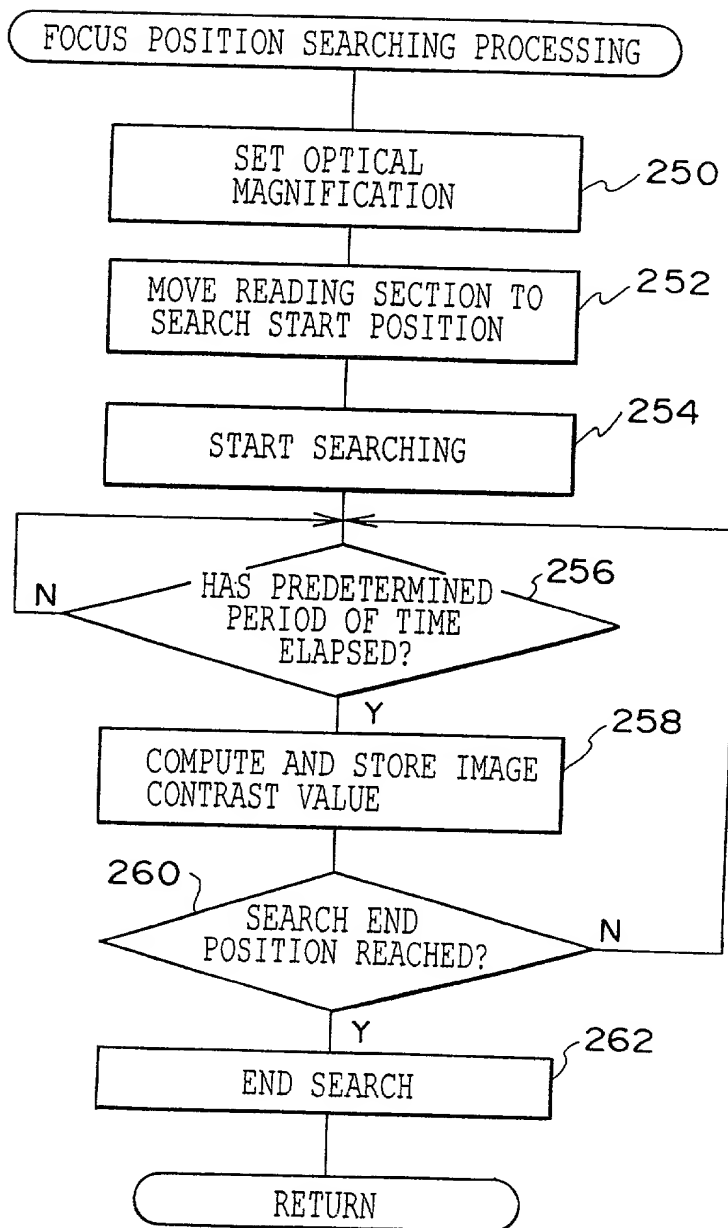 FOCUS POSITION SEARCHING PROCESSING
SET OPTICAL
MAGNIFICATION
250
MOVE READING SECTION TO
SEARCH START POSITION
252
START SEARCHING
254
HAS PREDETERMINED
PERIOD OF TIME
ELAPSED?
256
N
Y
COMPUTE AND STORE IMAGE
CONTRAST VALUE
258
260
SEARCH END
POSITION REACHED?
N
Y
END SEARCH
262
RETURN